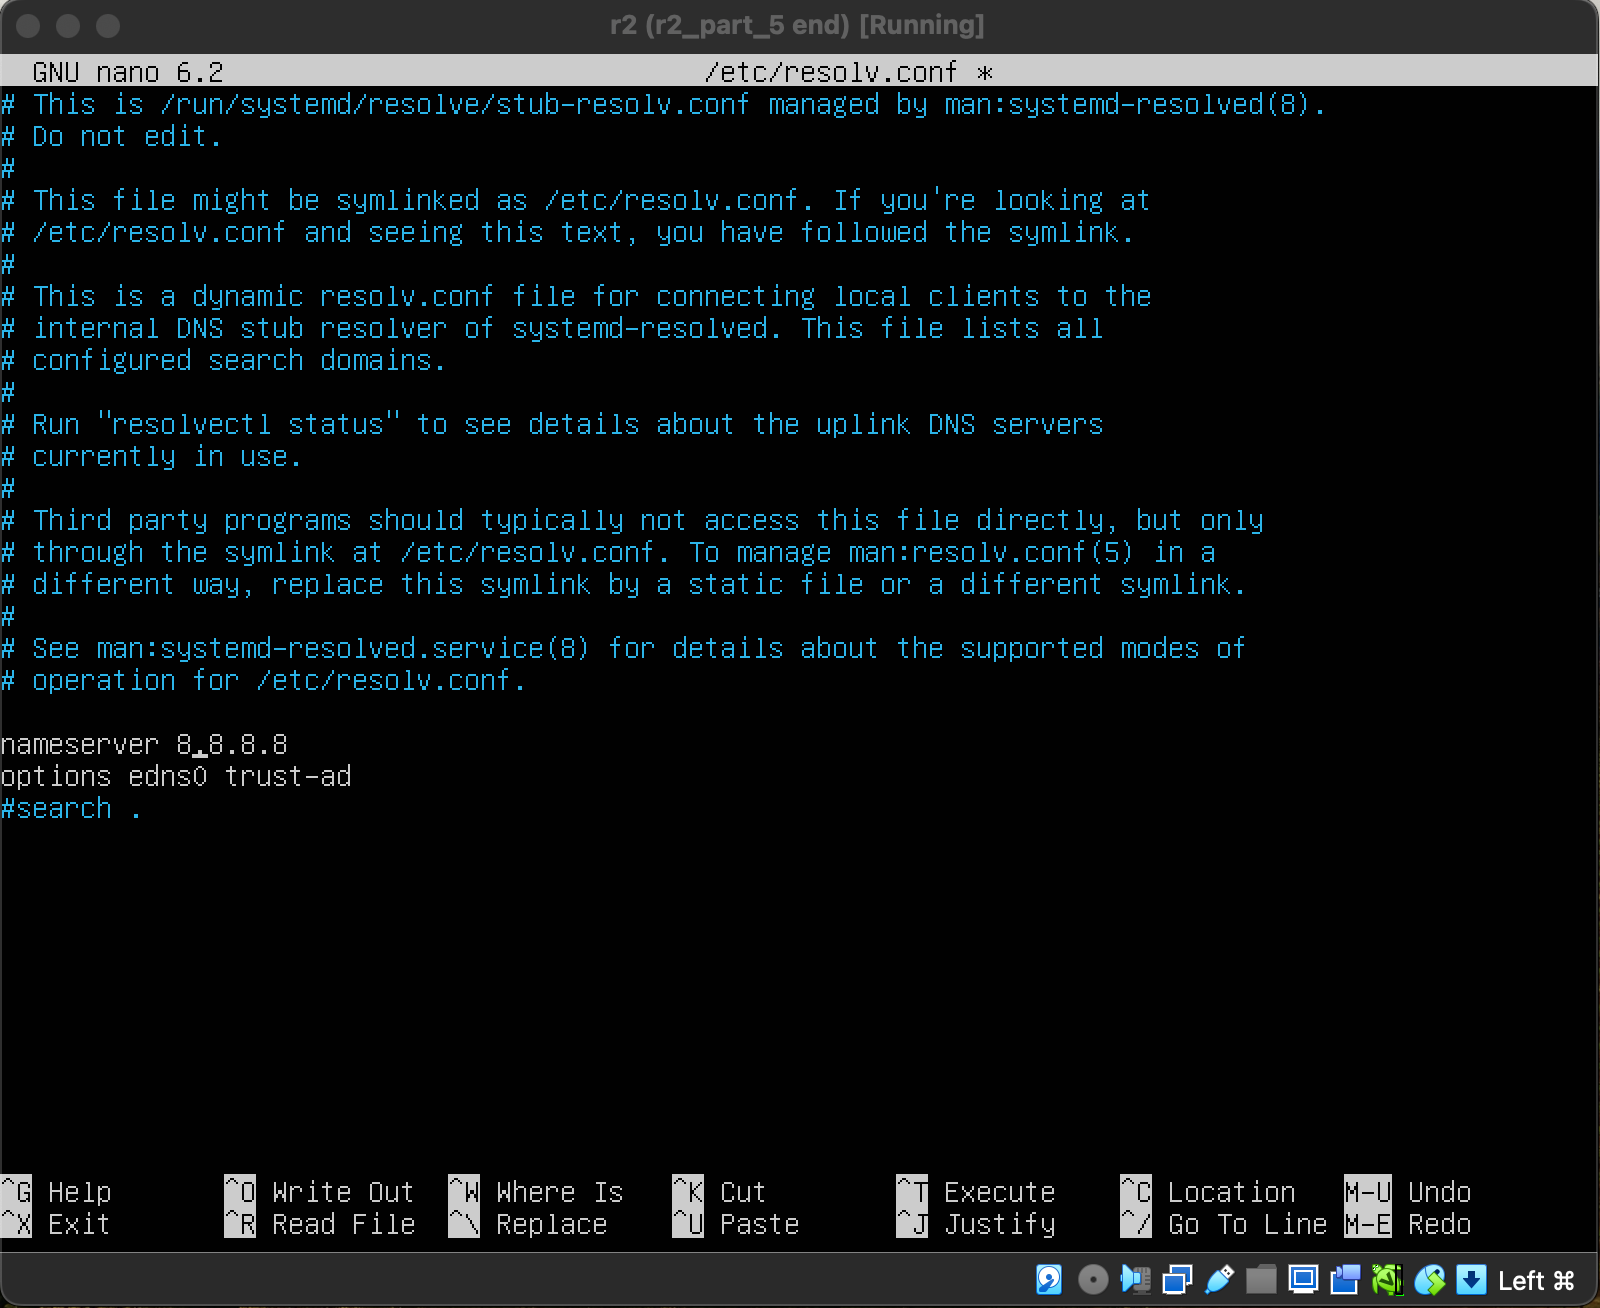 r2 (r2_part_5 end) [Running]
GNU nano 6.2 /etc/resolv.conf *
# This is /run/systemd/resolve/stub-resolv.conf managed by man:systemd-resolved(8).
# Do not edit.
#
# This file might be symlinked as /etc/resolv.conf. If you're looking at
# /etc/resolv.conf and seeing this text, you have followed the symlink.
#
# This is a dynamic resolv.conf file for connecting local clients to the
# internal DNS stub resolver of systemd-resolved. This file lists all
# configured search domains.
#
# Run "resolvectl status" to see details about the uplink DNS servers
# currently in use.
#
# Third party programs should typically not access this file directly, but only
# through the symlink at /etc/resolv.conf. To manage man:resolv.conf(5) in a
# different way, replace this symlink by a static file or a different symlink.
#
# See man:systemd-resolved.service(8) for details about the supported modes of
# operation for /etc/resolv.conf.
nameserver 8.8.8.8
options edns0 trust-ad
#search .
^G Help ^O Write Out ^W Where Is ^K Cut ^T Execute ^C Location M-U Undo
^X Exit ^R Read File ^\ Replace ^U Paste ^J Justify ^/ Go To Line M-E Redo
Left ⌘